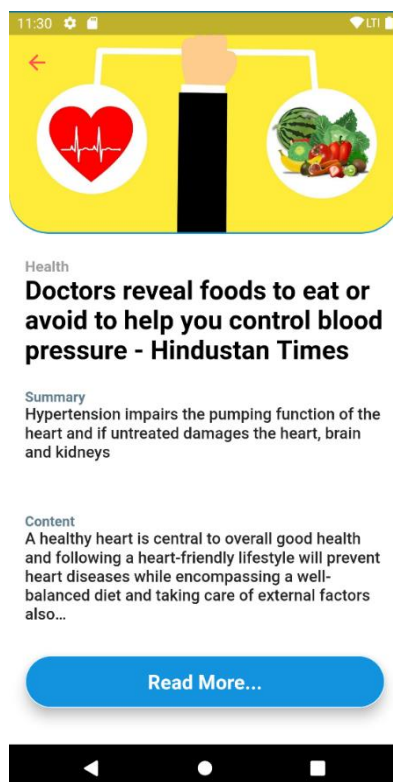 11:30 LTE
Health
Doctors reveal foods to eat or
avoid to help you control blood
pressure - Hindustan Times
Summary
Hypertension impairs the pumping function of the
heart and if untreated damages the heart, brain
and kidneys
Content
A healthy heart is central to overall good health
and following a heart-friendly lifestyle will prevent
heart diseases while encompassing a well-
balanced diet and taking care of external factors
also...
Read More...